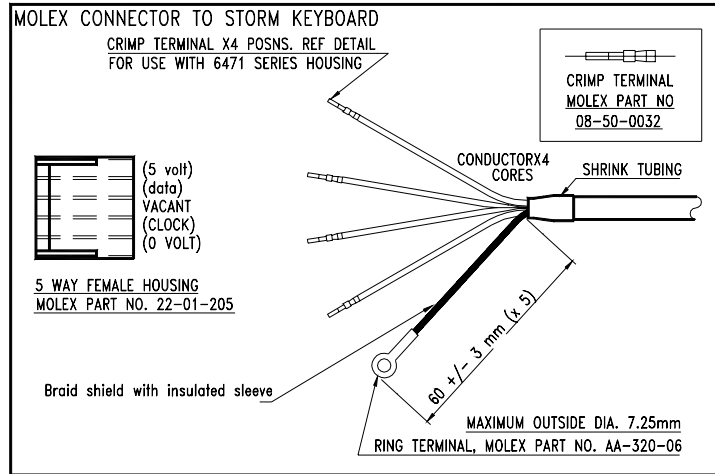 MOLEX CONNECTOR TO STORM KEYBOARD
CRIMP TERMINAL X4 POSNS. REF DETAIL
FOR USE WITH 6471 SERIES HOUSING
CRIMP TERMINAL
MOLEX PART NO
08-50-0032
CONDUCTORX4
CORES
SHRINK TUBING
(5 volt)
(data)
VACANT
(CLOCK)
(0 VOLT)
5 WAY FEMALE HOUSING
MOLEX PART NO. 22-01-205
60 +/- 3 mm (x 5)
Braid shield with insulated sleeve
MAXIMUM OUTSIDE DIA. 7.25mm
RING TERMINAL, MOLEX PART NO. AA-320-06